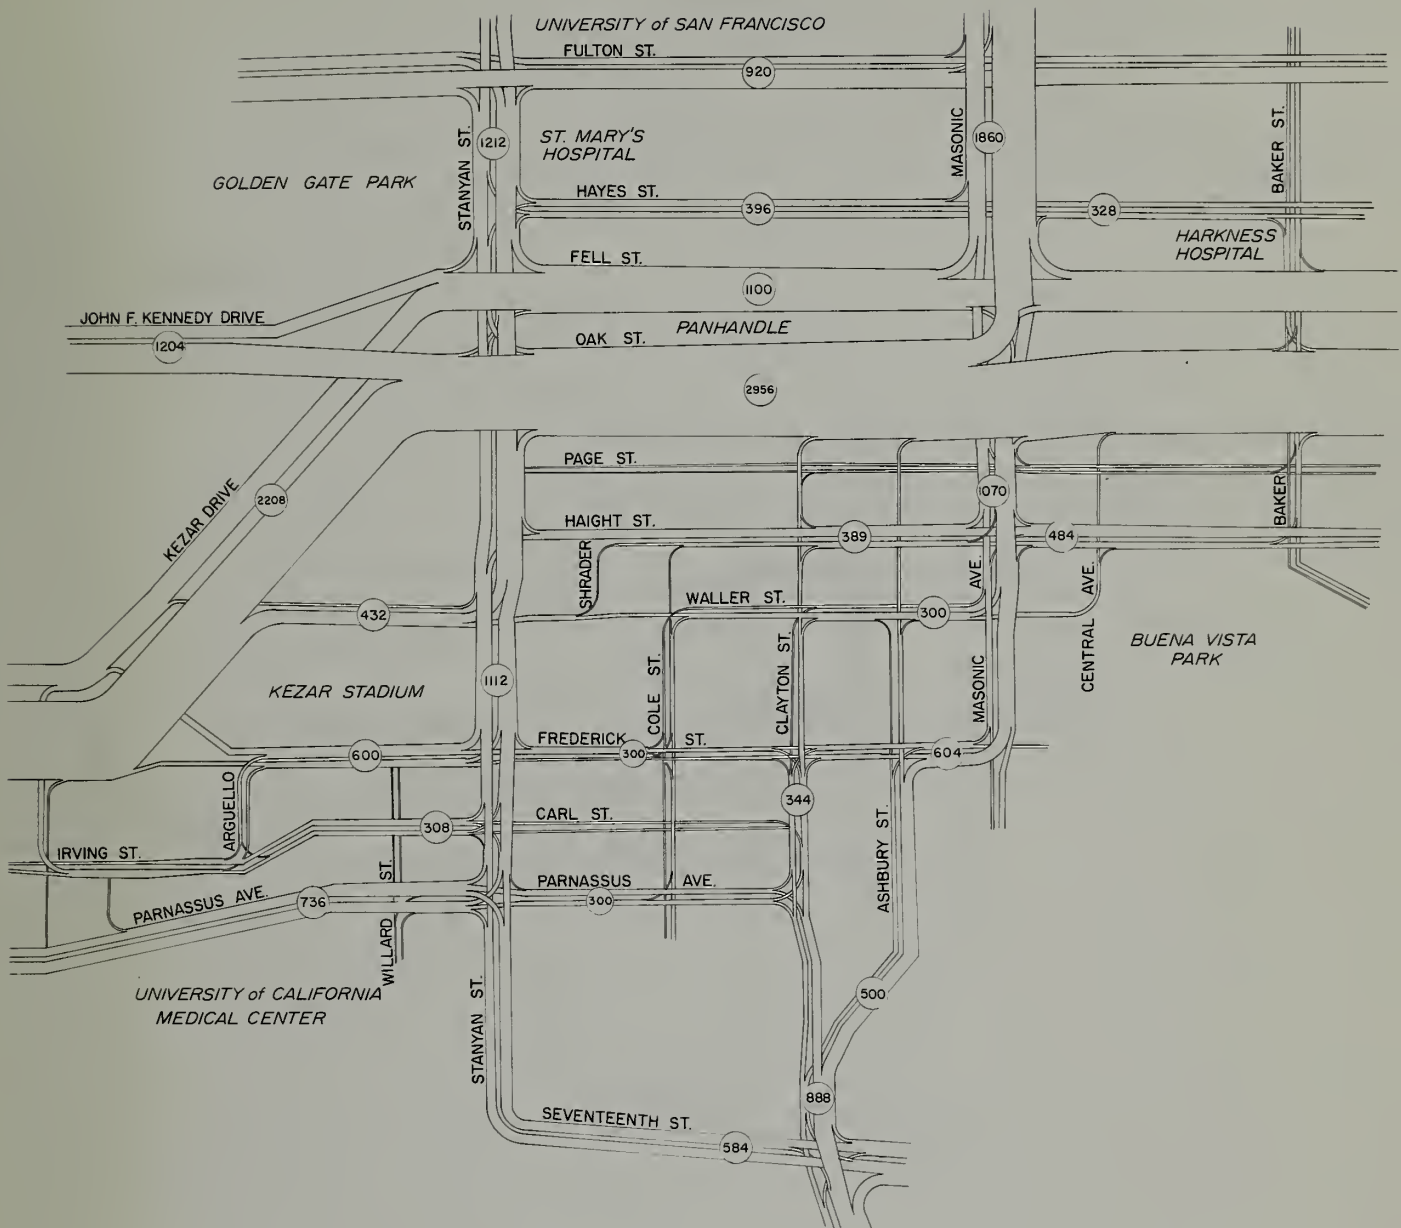 UNIVERSITY of SAN FRANCISCO
FULTON ST.
920
STANYAN ST.
1212
ST. MARY'S
HOSPITAL
MASONIC
1860
BAKER ST.
GOLDEN GATE PARK
HAYES ST.
396
328
HARKNESS
HOSPITAL
FELL ST.
1100
JOHN F. KENNEDY DRIVE
1204
PANHANDLE
OAK ST.
2956
PAGE ST.
KEZAR DRIVE
2208
1070
BAKER
HAIGHT ST.
389
484
SHRADER
AVE.
CENTRAL AVE.
WALLER ST.
432
300
BUENA VISTA
PARK
1112
KEZAR STADIUM
COLE ST.
CLAYTON ST.
MASONIC
FREDERICK ST.
600
300
604
ARGUELLO
344
CARL ST.
308
ASHBURY ST.
IRVING ST.
PARNASSUS AVE.
PARNASSUS AVE.
736
300
WILLARD ST.
UNIVERSITY of CALIFORNIA
MEDICAL CENTER
500
STANYAN ST.
888
SEVENTEENTH ST.
584